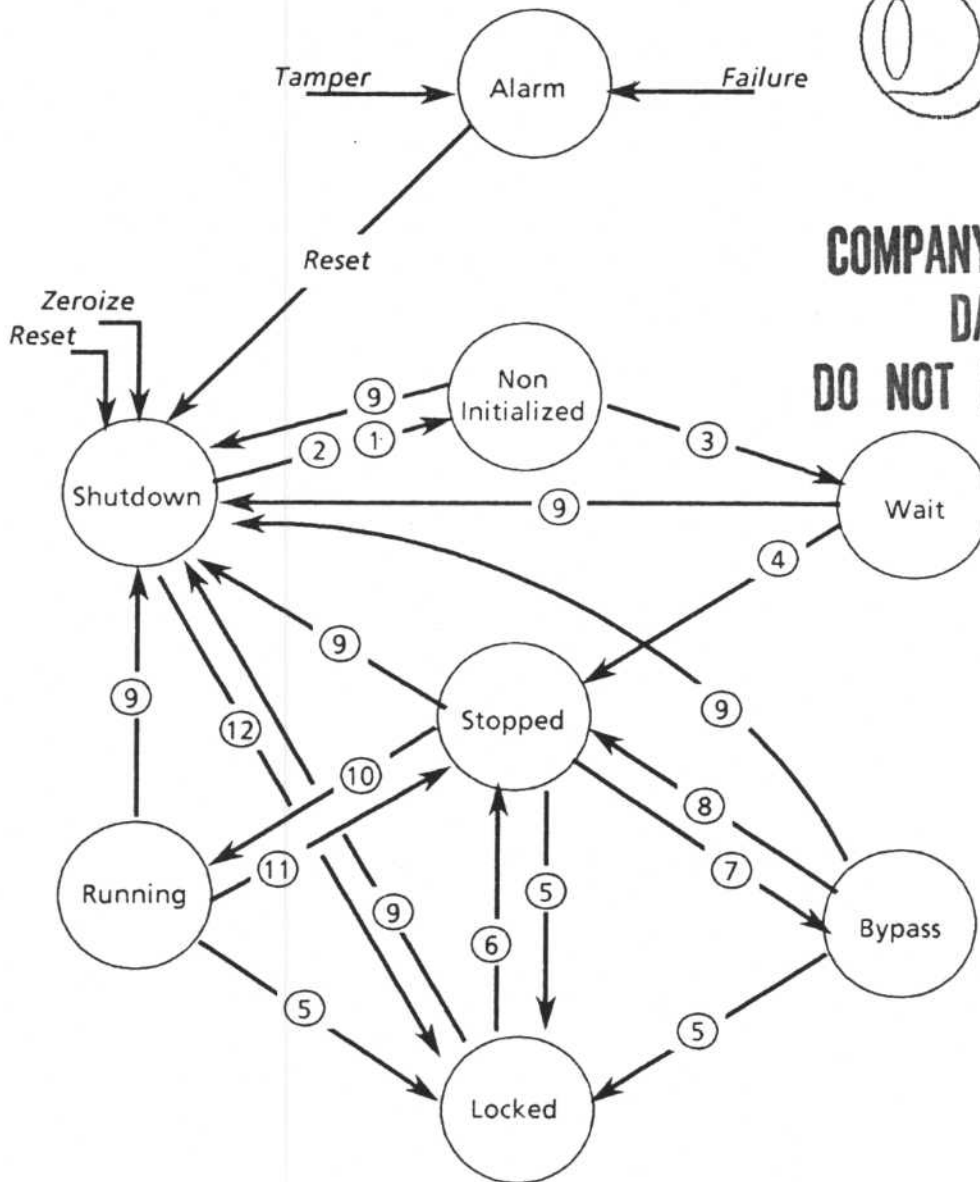 Tamper
Alarm
Failure
Reset
COMPANY
DO NOT
Zeroize
Reset
Non
Initialized
9
2
1
3
Shutdown
9
Wait
4
9
9
Stopped
9
12
10
8
11
7
Running
5
9
6
Bypass
5
5
Locked